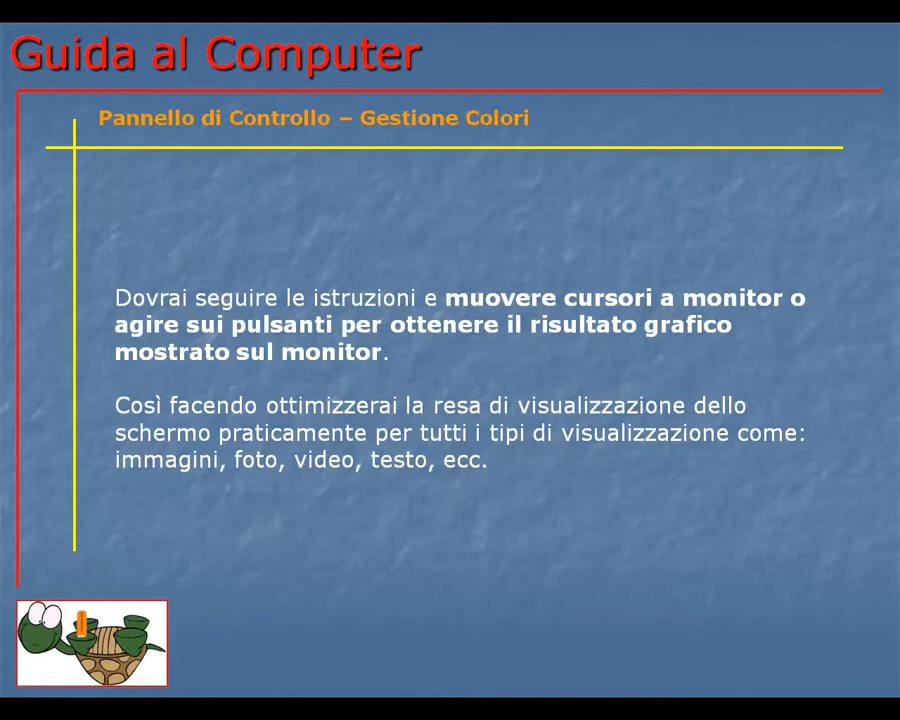 Guida al Computer
Pannello di Controllo – Gestione Colori
Dovrai seguire le istruzioni e muovere cursori a monitor o
agire sui pulsanti per ottenere il risultato grafico
mostrato sul monitor.
Così facendo ottimizzerai la resa di visualizzazione dello
schermo praticamente per tutti i tipi di visualizzazione come:
immagini, foto, video, testo, ecc.